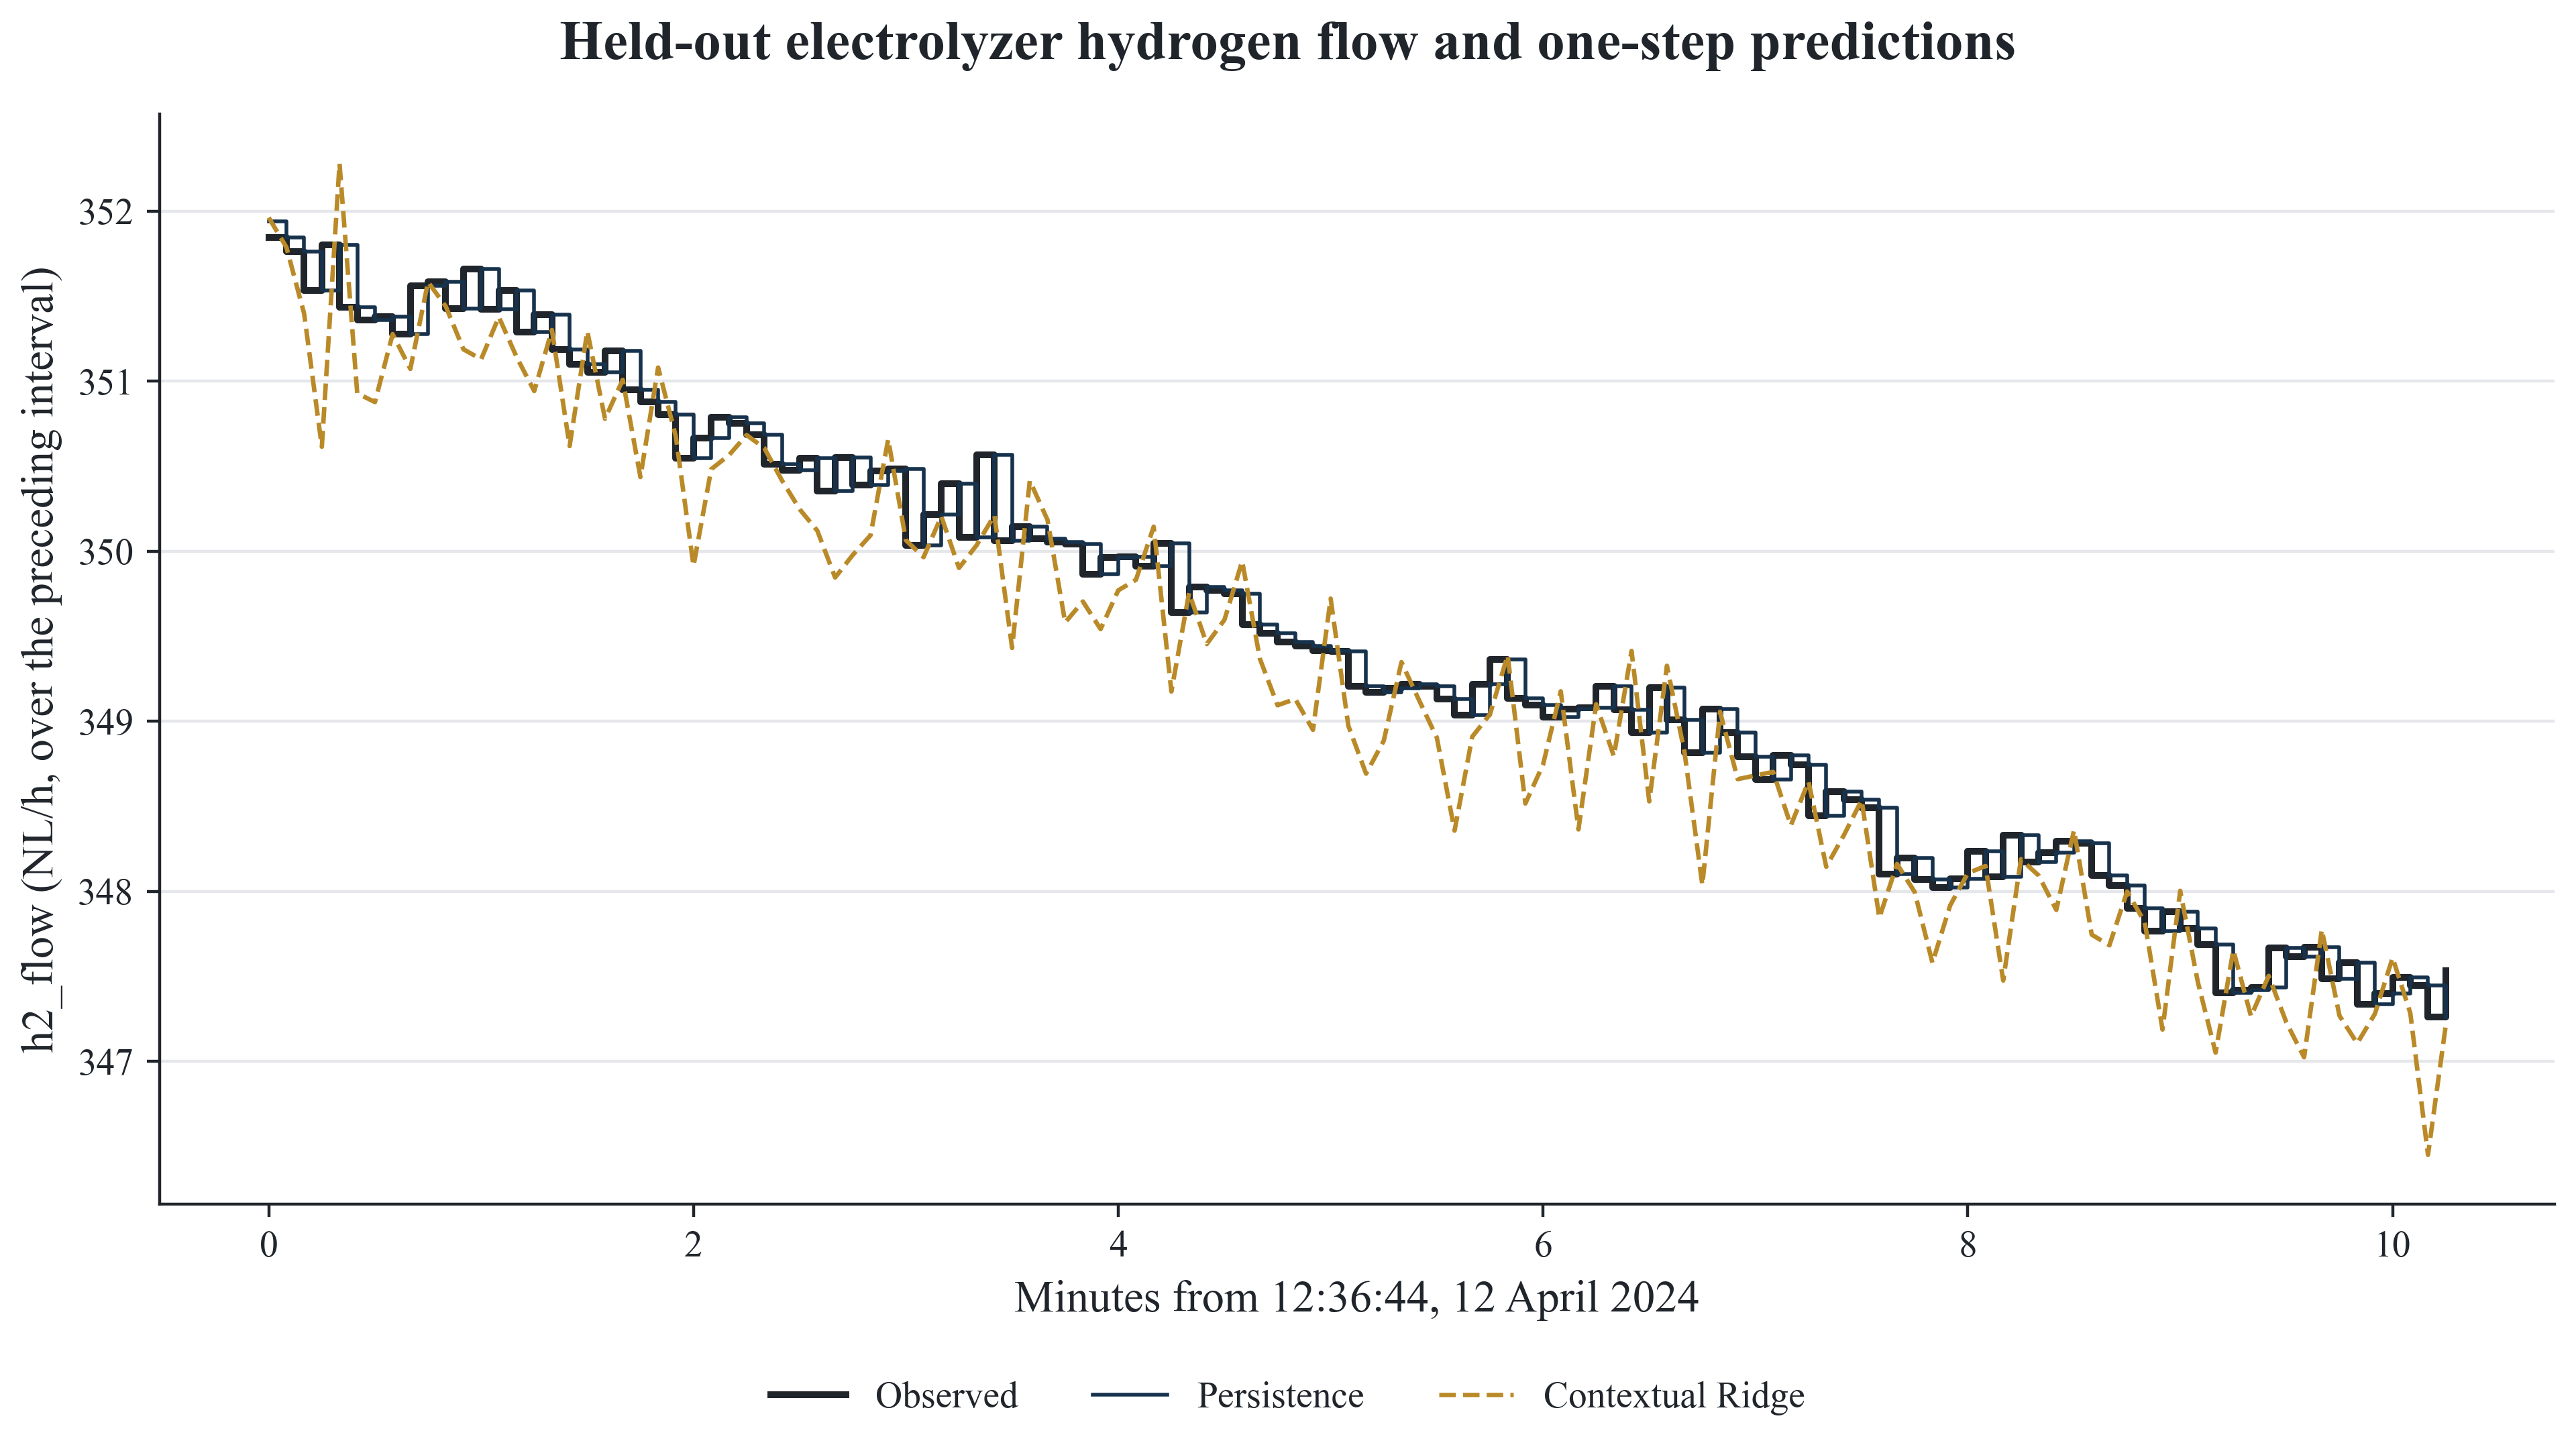 Held-out electrolyzer hydrogen flow and one-step predictions
h2_flow (NL/h, over the preceding interval)
352
351
350
349
348
347
0 2 4 6 8 10
Minutes from 12:36:44, 12 April 2024
Observed Persistence Contextual Ridge